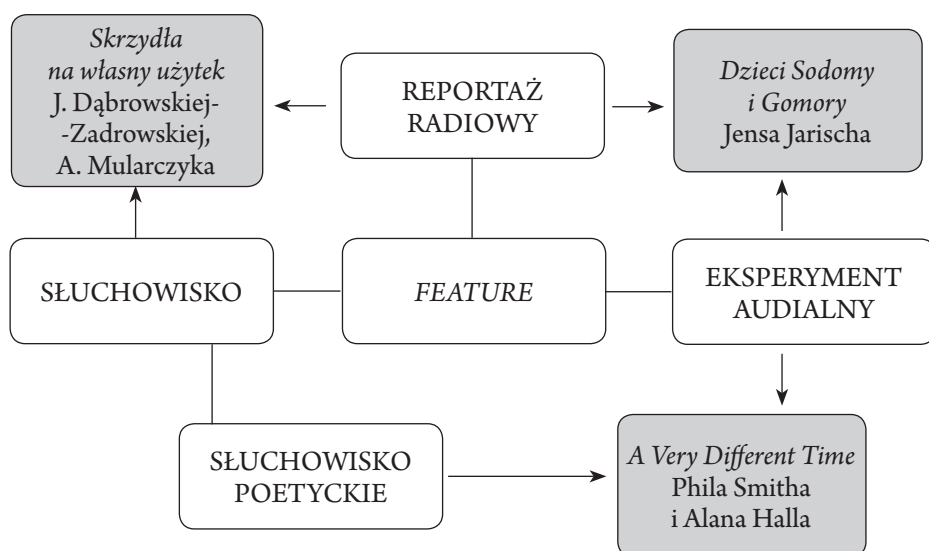 Skrzydła
na własny użytek
J. Dąbrowskiej-
-Zadrowskiej,
A. Mularczyka
REPORTAŻ
RADIOWY
Dzieci Sodomy
i Gomory
Jensa Jarischa
SŁUCHOWISKO
FEATURE
EKSPERYMENT
AUDIALNY
SŁUCHOWISKO
POETYCKIE
A Very Different Time
Phila Smitha
i Alana Halla